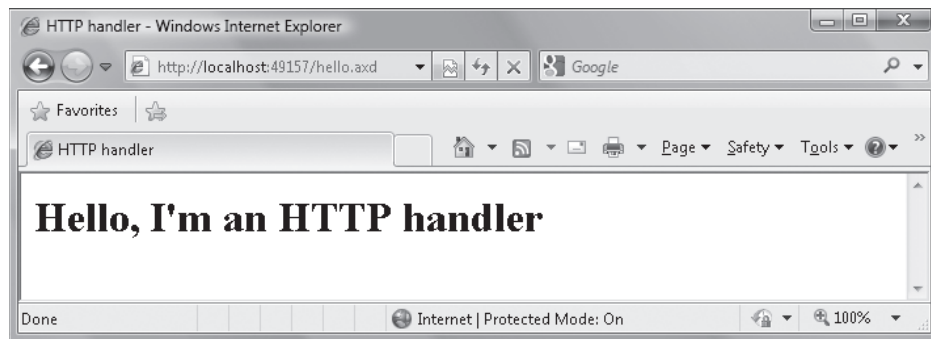 HTTP handler - Windows Internet Explorer
http://localhost:49157/hello.axd
Google
Favorites
HTTP handler
Page
Safety
Tools
Hello, I'm an HTTP handler
Done
Internet | Protected Mode: On
100%